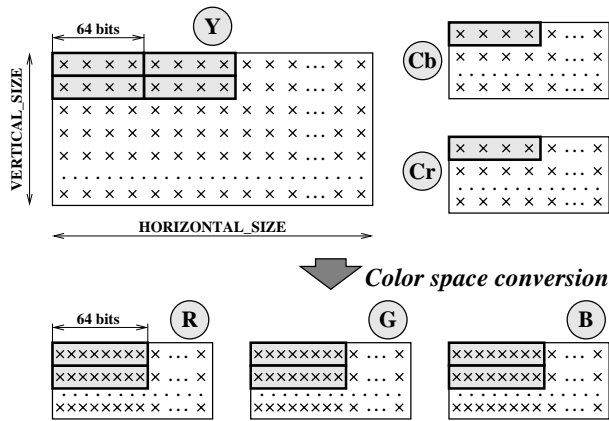 64 bits
Y
Cb
VERTICAL_SIZE
Cr
HORIZONTAL_SIZE
Color space conversion
64 bits
R
G
B